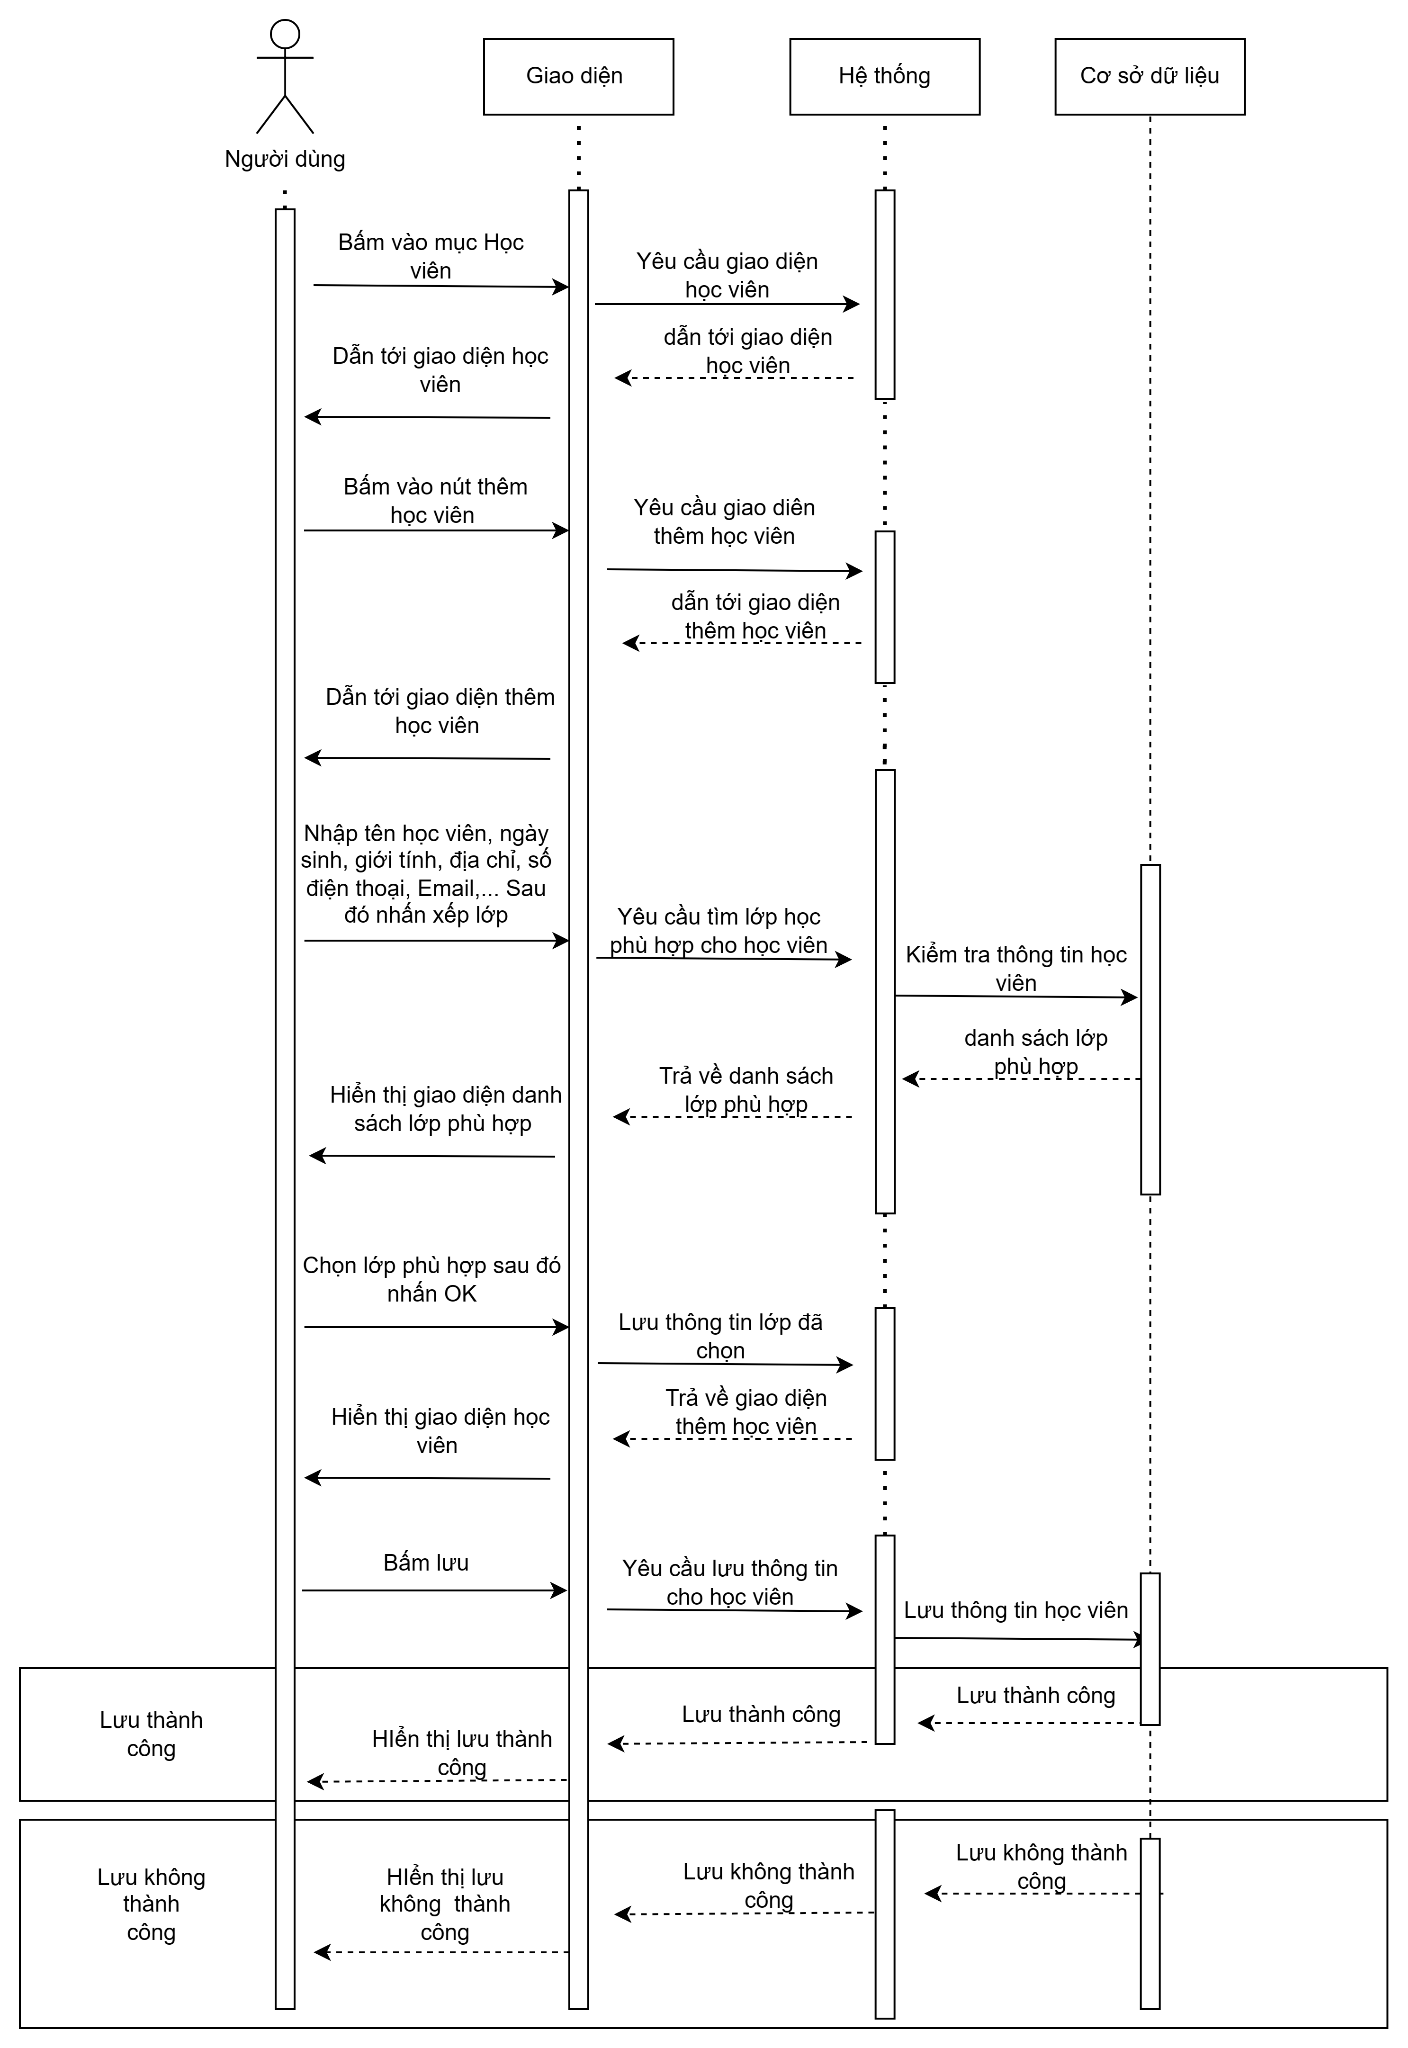 Người dùng
Giao diện
Hệ thống
Cơ sở dữ liệu
Bấm vào mục Học
viên
Yêu cầu giao diện
học viên
dẫn tới giao diện
học viên
Dẫn tới giao diện học
viên
Bấm vào nút thêm
học viên
Yêu cầu giao diên
thêm học viên
dẫn tới giao diện
thêm học viên
Dẫn tới giao diện thêm
học viên
Nhập tên học viên, ngày
sinh, giới tính, địa chỉ, số
điện thoại, Email,... Sau
đó nhấn xếp lớp
Yêu cầu tìm lớp học
phù hợp cho học viên
Kiểm tra thông tin học
viên
danh sách lớp
phù hợp
Trả về danh sách
lớp phù hợp
Hiển thị giao diện danh
sách lớp phù hợp
Chọn lớp phù hợp sau đó
nhấn OK
Lưu thông tin lớp đã
chọn
Trả về giao diện
thêm học viên
Hiển thị giao diện học
viên
Bấm lưu
Yêu cầu lưu thông tin
cho học viên
Lưu thông tin học viên
Lưu thành công
Lưu thành công
HIển thị lưu thành
công
Lưu thành
công
Lưu không thành
công
Lưu không thành
công
HIển thị lưu
không  thành
công
Lưu không
thành
công